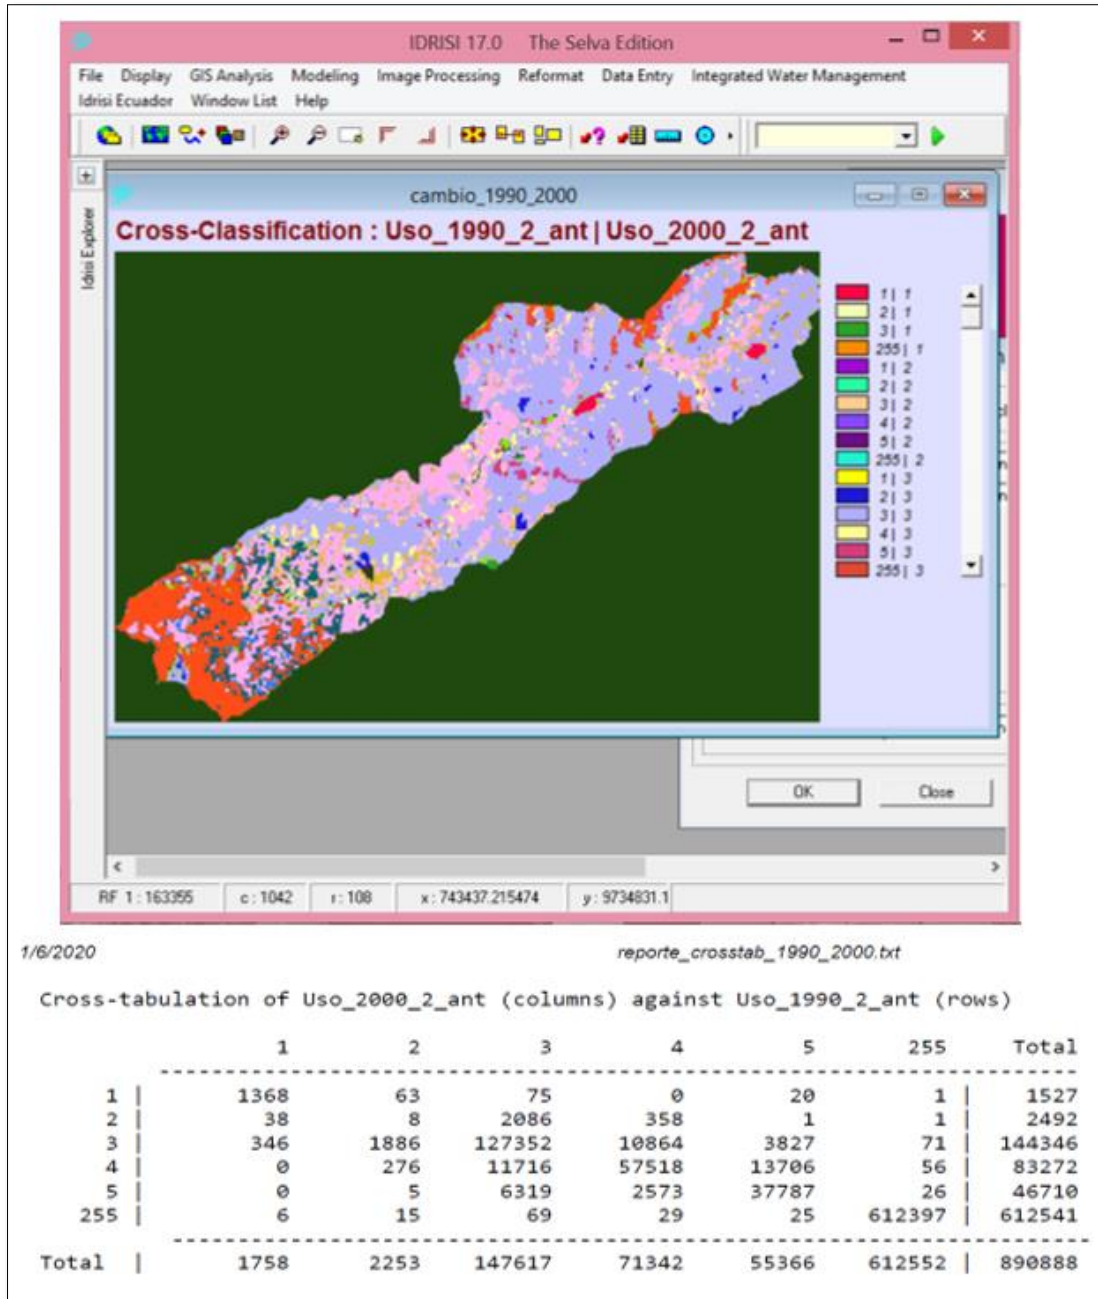 IDRISI 17.0 The Selva Edition
File Display GIS Analysis Modeling Image Processing Reformat Data Entry Integrated Water Management
Idrisi Ecuador Window List Help
Idrisi Explorer
cambio_1990_2000
Cross-Classification : Uso_1990_2_ant | Uso_2000_2_ant
1 | 1
2 | 1
3 | 1
255 | 1
1 | 2
2 | 2
3 | 2
4 | 2
5 | 2
255 | 2
1 | 3
2 | 3
3 | 3
4 | 3
5 | 3
255 | 3
OK Close
RF 1 : 163355 c : 1042 r : 108 x : 743437.215474 y : 9734831.1
1/6/2020 reporte_crosstab_1990_2000.txt
Cross-tabulation of Uso_2000_2_ant (columns) against Uso_1990_2_ant (rows)
1 2 3 4 5 255 Total
1 | 1368 63 75 0 20 1 | 1527
2 | 38 8 2086 358 1 1 | 2492
3 | 346 1886 127352 10864 3827 71 | 144346
4 | 0 276 11716 57518 13706 56 | 83272
5 | 0 5 6319 2573 37787 26 | 46710
255 | 6 15 69 29 25 612397 | 612541
Total | 1758 2253 147617 71342 55366 612552 | 890888